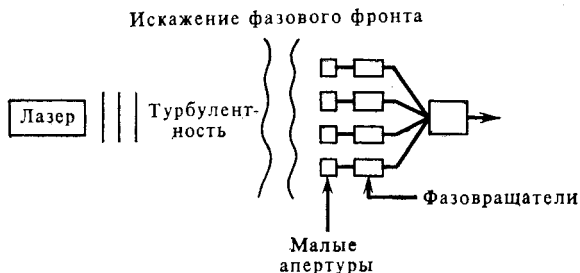 Искажение фазового фронта
Лазер
Турбулент-
ность
Фазовращатели
Малые
апертуры